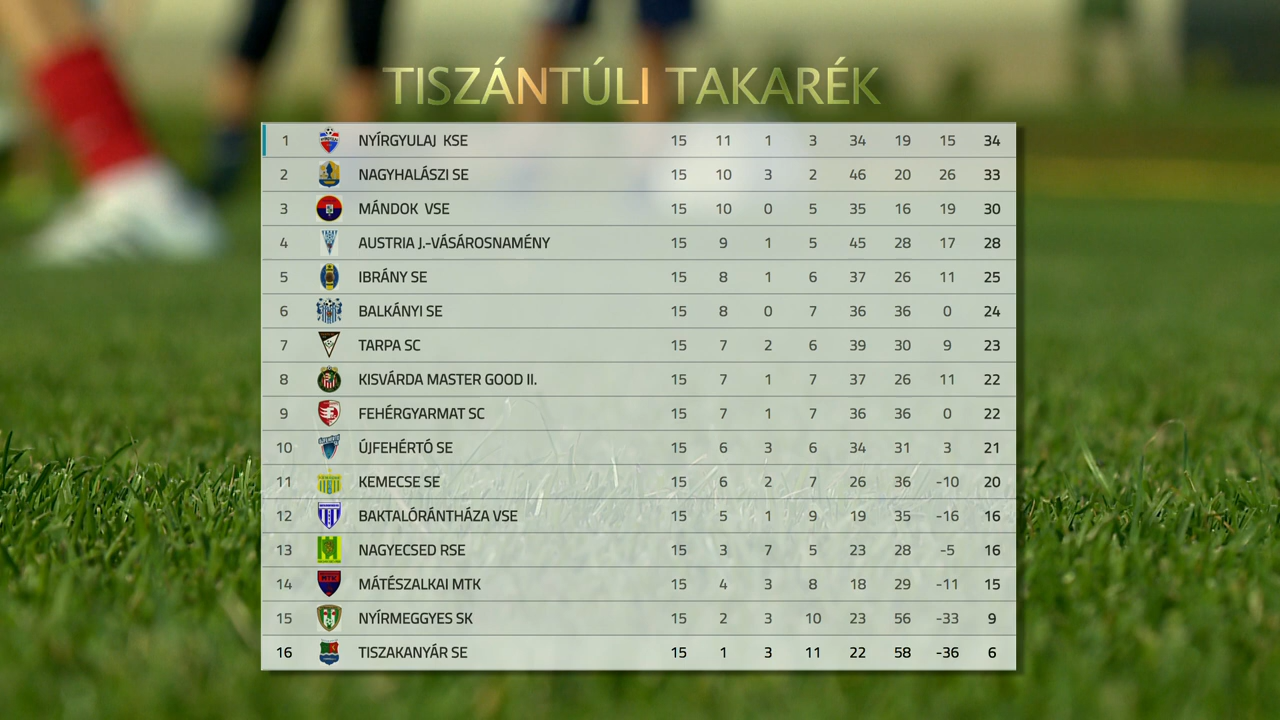 TISZÁNTÚLI TAKARÉK
1 NYÍRGYULAJ KSE 15 11 1 3 34 19 15 34
2 NAGYHALÁSZI SE 15 10 3 2 46 20 26 33
3 MÁNDOK VSE 15 10 0 5 35 16 19 30
4 AUSTRIA J.-VÁSÁROSNAMÉNY 15 9 1 5 45 28 17 28
5 IBRÁNY SE 15 8 1 6 37 26 11 25
6 BALKÁNYI SE 15 8 0 7 36 36 0 24
7 TARPA SC 15 7 2 6 39 30 9 23
8 KISVÁRDA MASTER GOOD II. 15 7 1 7 37 26 11 22
9 FEHÉRGYARMAT SC 15 7 1 7 36 36 0 22
10 ÚJFEHÉRTÓ SE 15 6 3 6 34 31 3 21
11 KEMECSE SE 15 6 2 7 26 36 -10 20
12 BAKTALÓRÁNTHÁZA VSE 15 5 1 9 19 35 -16 16
13 NAGYECSED RSE 15 3 7 5 23 28 -5 16
14 MÁTÉSZALKAI MTK 15 4 3 8 18 29 -11 15
15 NYÍRMEGGYES SK 15 2 3 10 23 56 -33 9
16 TISZAKANYÁR SE 15 1 3 11 22 58 -36 6